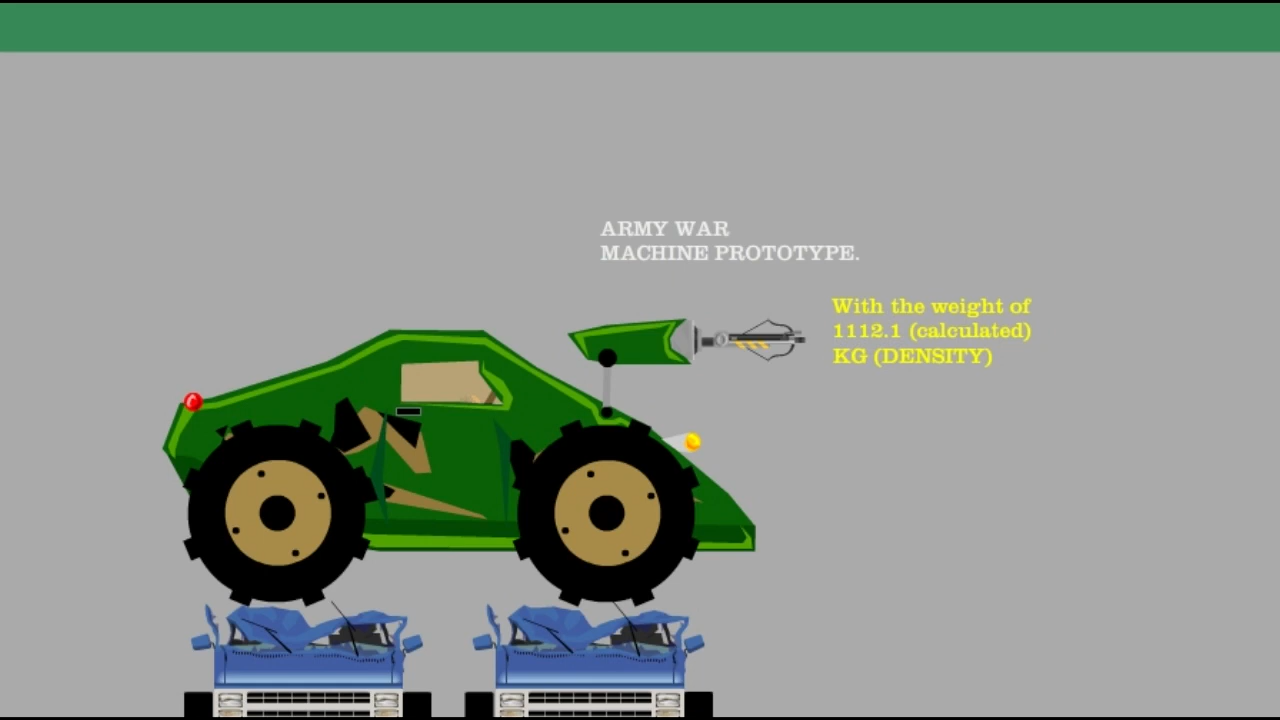 ARMY WAR
MACHINE PROTOTYPE.
With the weight of
1112.1 (calculated)
KG (DENSITY)